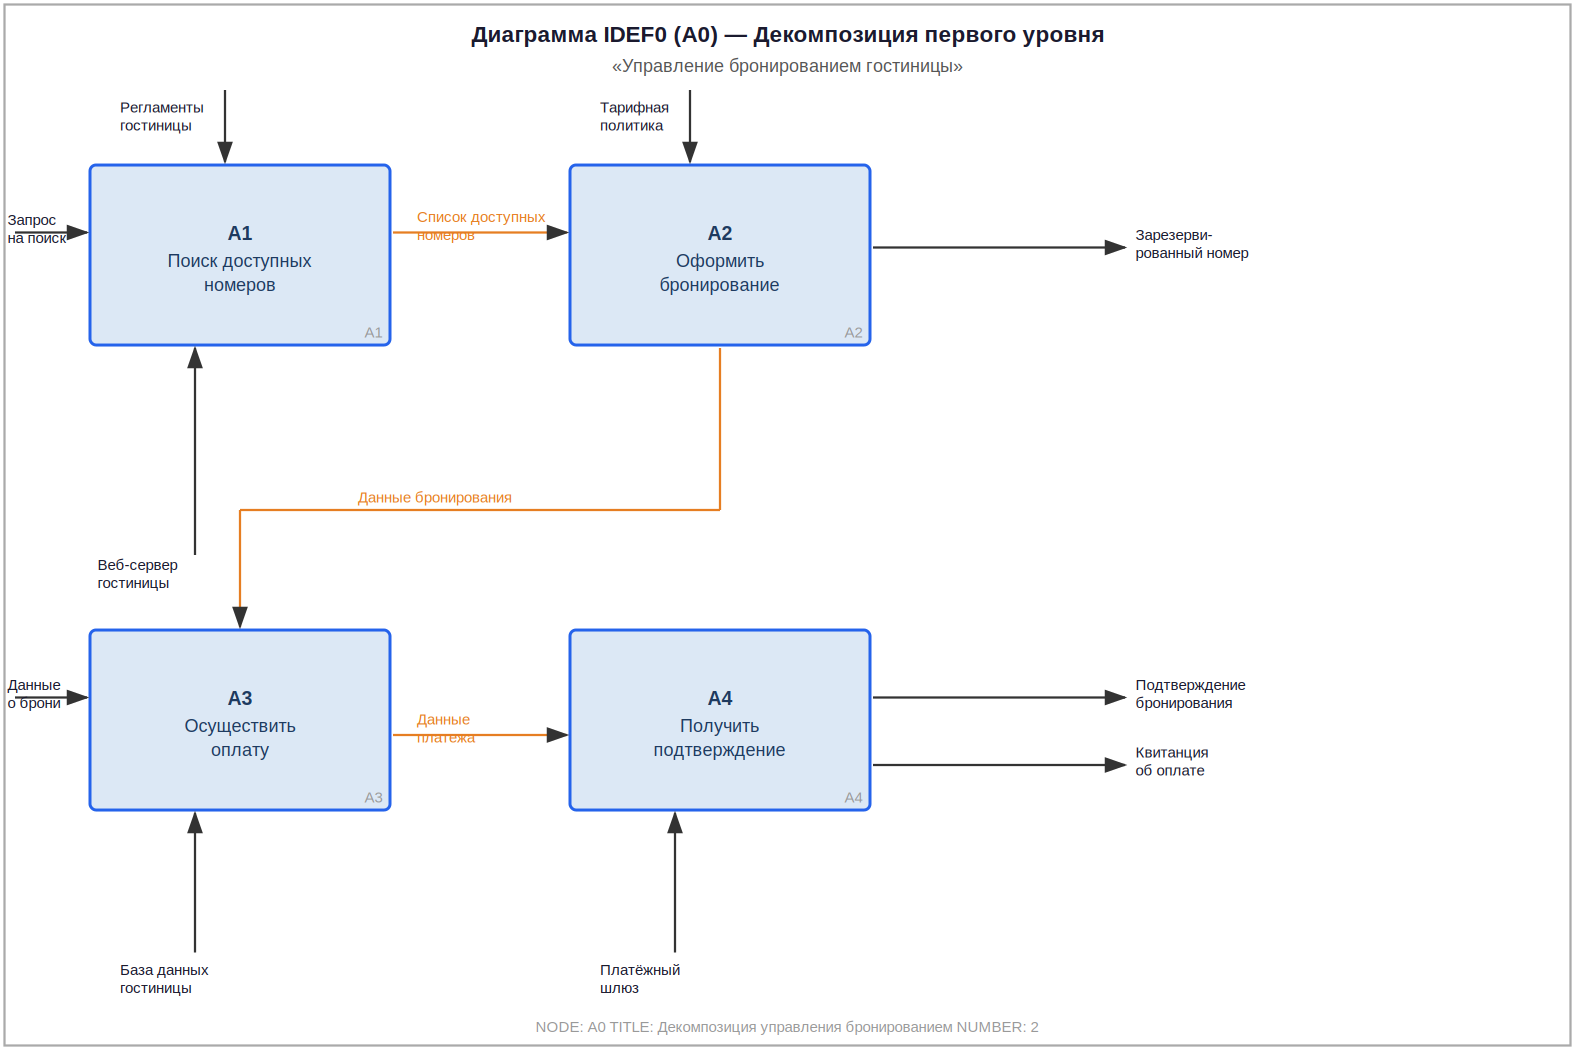 Диаграмма IDEF0 (A0) — Декомпозиция первого уровня
«Управление бронированием гостиницы»
Регламенты
гостиницы
Тарифная
политика
Запрос
на поиск
A1
Поиск доступных
номеров
A1
Список доступных
номеров
A2
Оформить
бронирование
A2
Зарезерви-
рованный номер
Данные бронирования
Веб-сервер
гостиницы
Данные
о брони
A3
Осуществить
оплату
A3
Данные
платежа
A4
Получить
подтверждение
A4
Подтверждение
бронирования
Квитанция
об оплате
База данных
гостиницы
Платёжный
шлюз
NODE: A0 TITLE: Декомпозиция управления бронированием NUMBER: 2